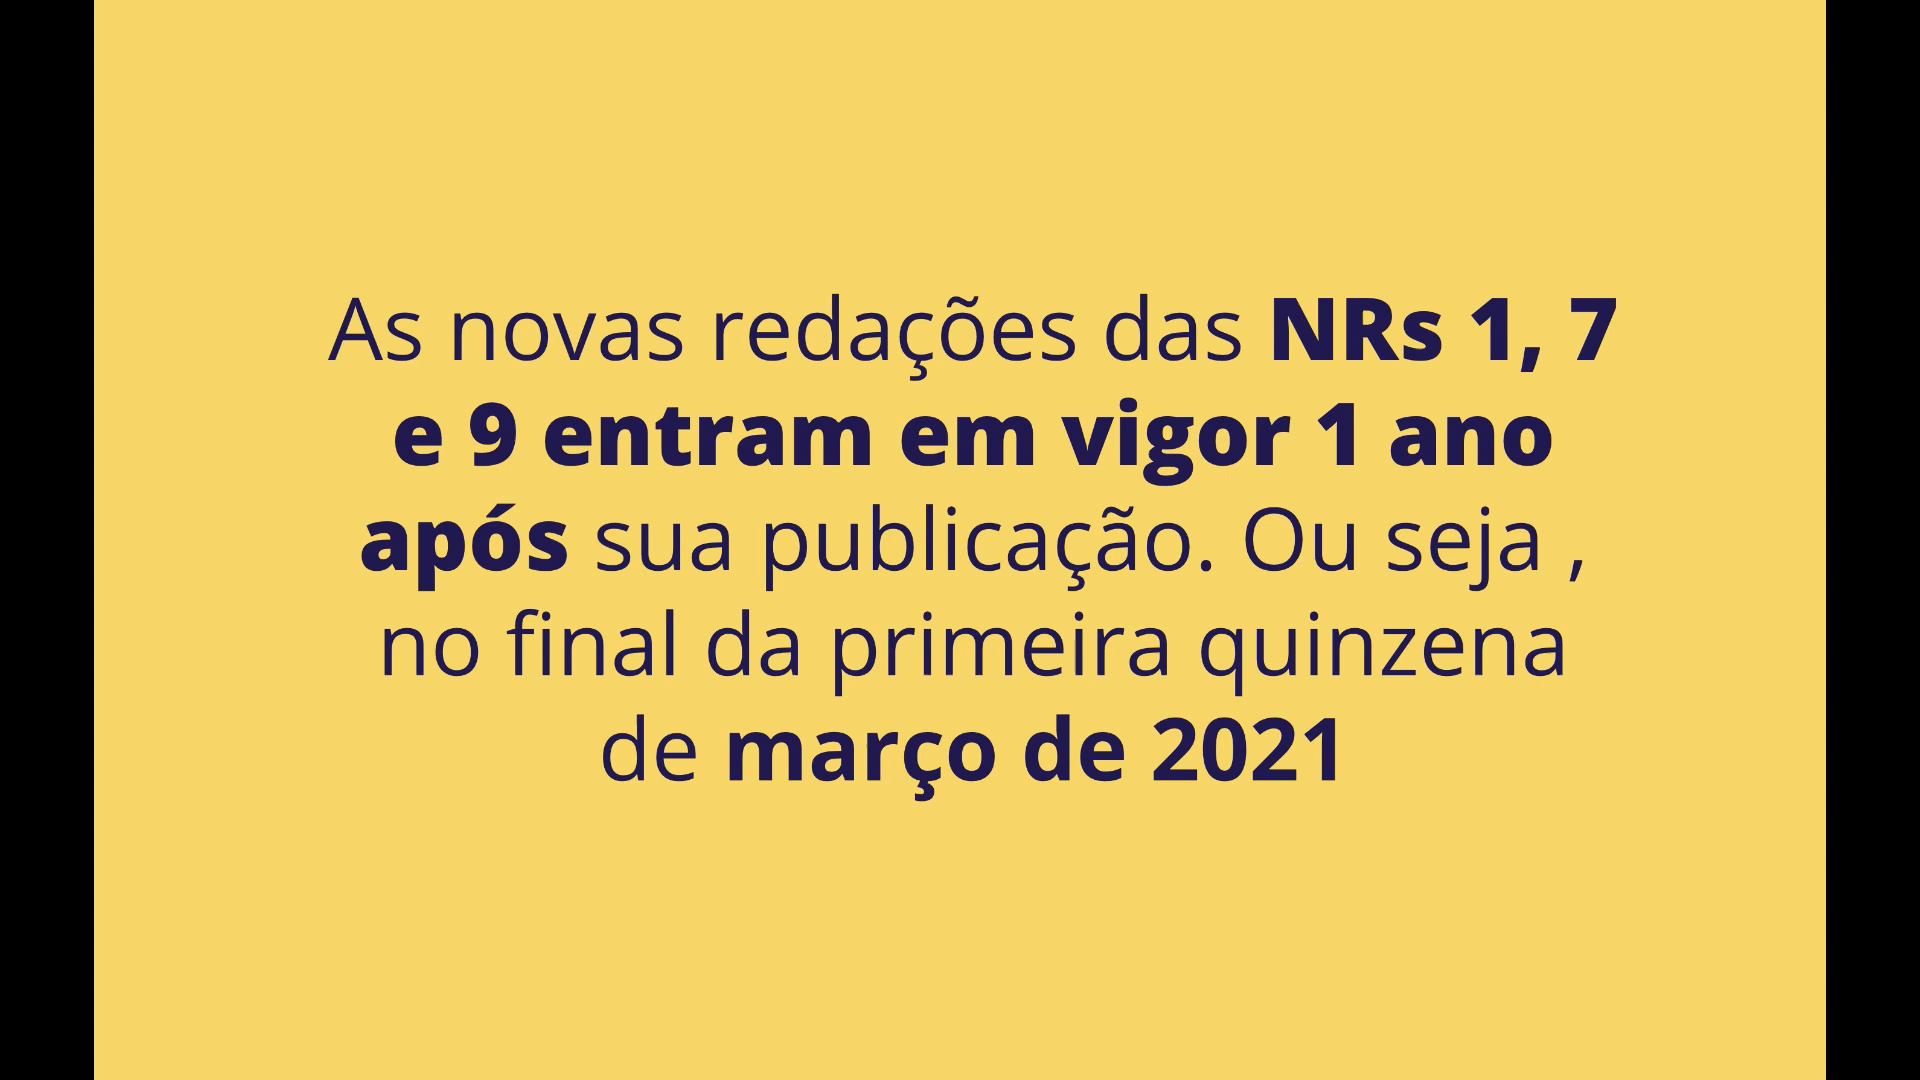 As novas redações das NRs 1, 7
e 9 entram em vigor 1 ano
após sua publicação. Ou seja ,
no final da primeira quinzena
de março de 2021